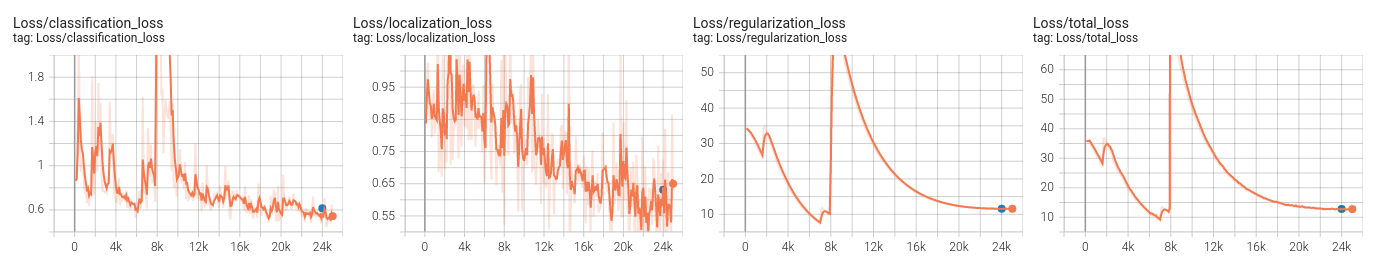 Loss/classification_loss
tag: Loss/classification_loss
1.8
1.4
1
0.6
0 4k 8k 12k 16k 20k 24k
Loss/localization_loss
tag: Loss/localization_loss
0.95
0.85
0.75
0.65
0.55
0 4k 8k 12k 16k 20k 24k
Loss/regularization_loss
tag: Loss/regularization_loss
50
40
30
20
10
0 4k 8k 12k 16k 20k 24k
Loss/total_loss
tag: Loss/total_loss
60
50
40
30
20
10
0 4k 8k 12k 16k 20k 24k